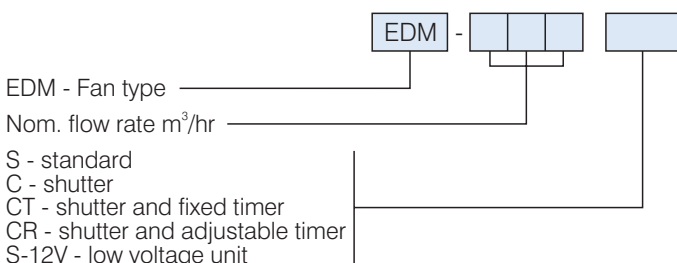 EDM -
EDM - Fan type
Nom. flow rate m³/hr
S - standard
C - shutter
CT - shutter and fixed timer
CR - shutter and adjustable timer
S-12V - low voltage unit